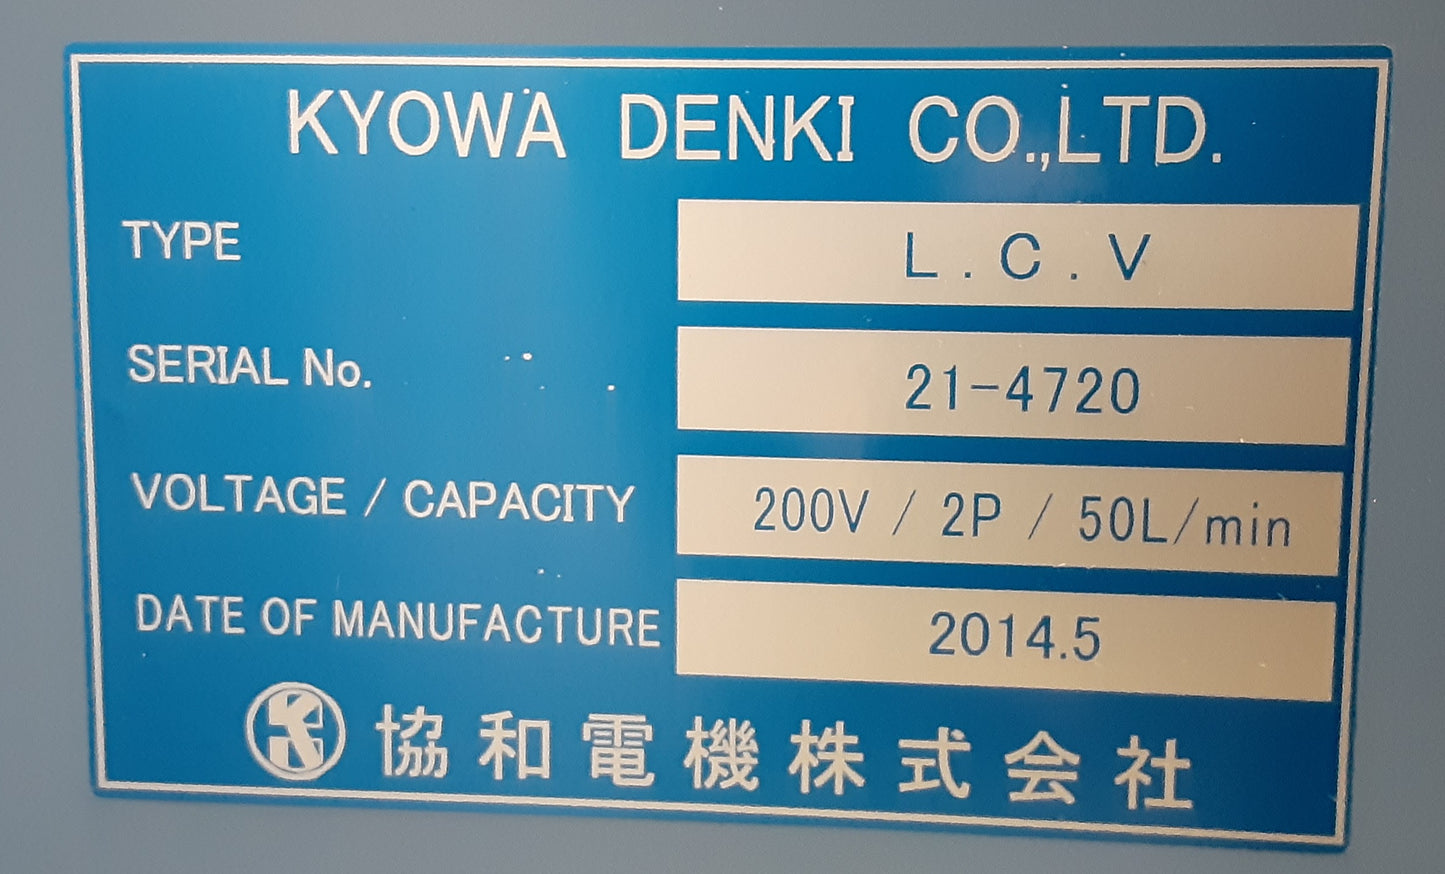 KYOWA DENKI CO.,LTD.
TYPE L.C.V
SERIAL No. 21-4720
VOLTAGE / CAPACITY 200V / 2P / 50L/min
DATE OF MANUFACTURE 2014.5
協和電機株式会社